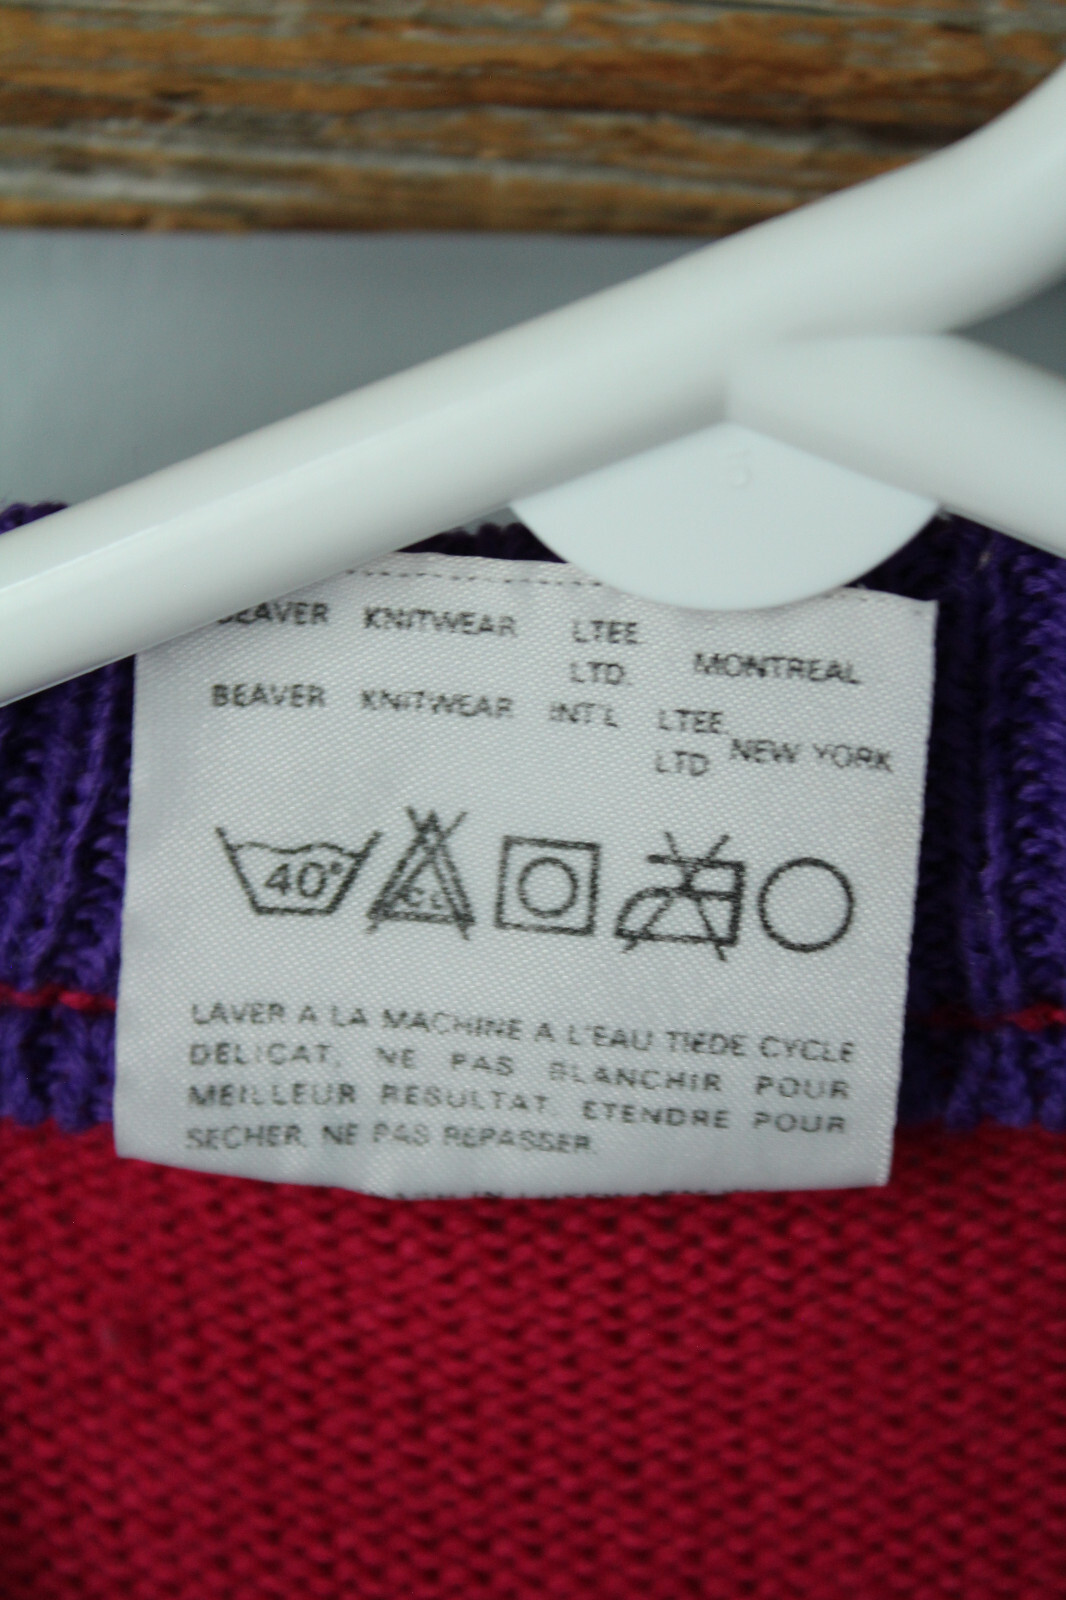 BEAVER KNITWEAR LTEE.
LTD. MONTREAL
BEAVER KNITWEAR INT'L LTEE.
LTD. NEW YORK
40°
CL
LAVER A LA MACHINE A L'EAU TIEDE CYCLE
DELICAT, NE PAS BLANCHIR POUR
MEILLEUR RESULTAT. ETENDRE POUR
SECHER. NE PAS REPASSER.